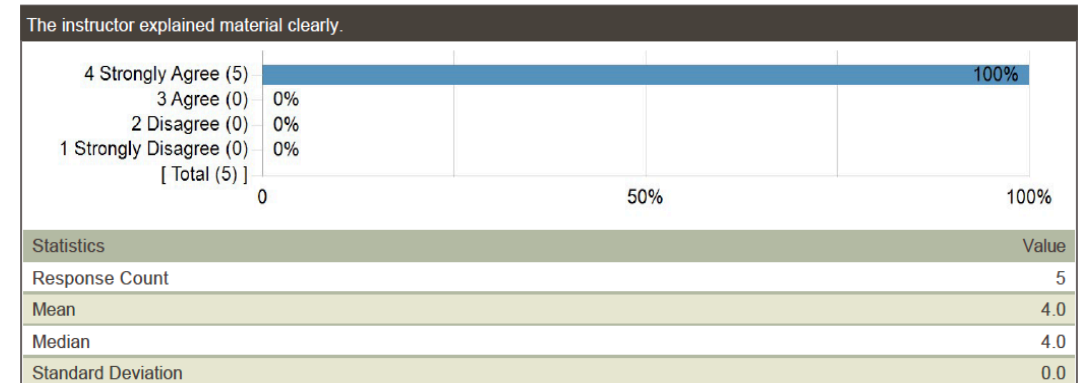 The instructor explained material clearly.
4 Strongly Agree (5) 100%
3 Agree (0) 0%
2 Disagree (0) 0%
1 Strongly Disagree (0) 0%
[ Total (5) ]
0 50% 100%
Statistics Value
Response Count 5
Mean 4.0
Median 4.0
Standard Deviation 0.0